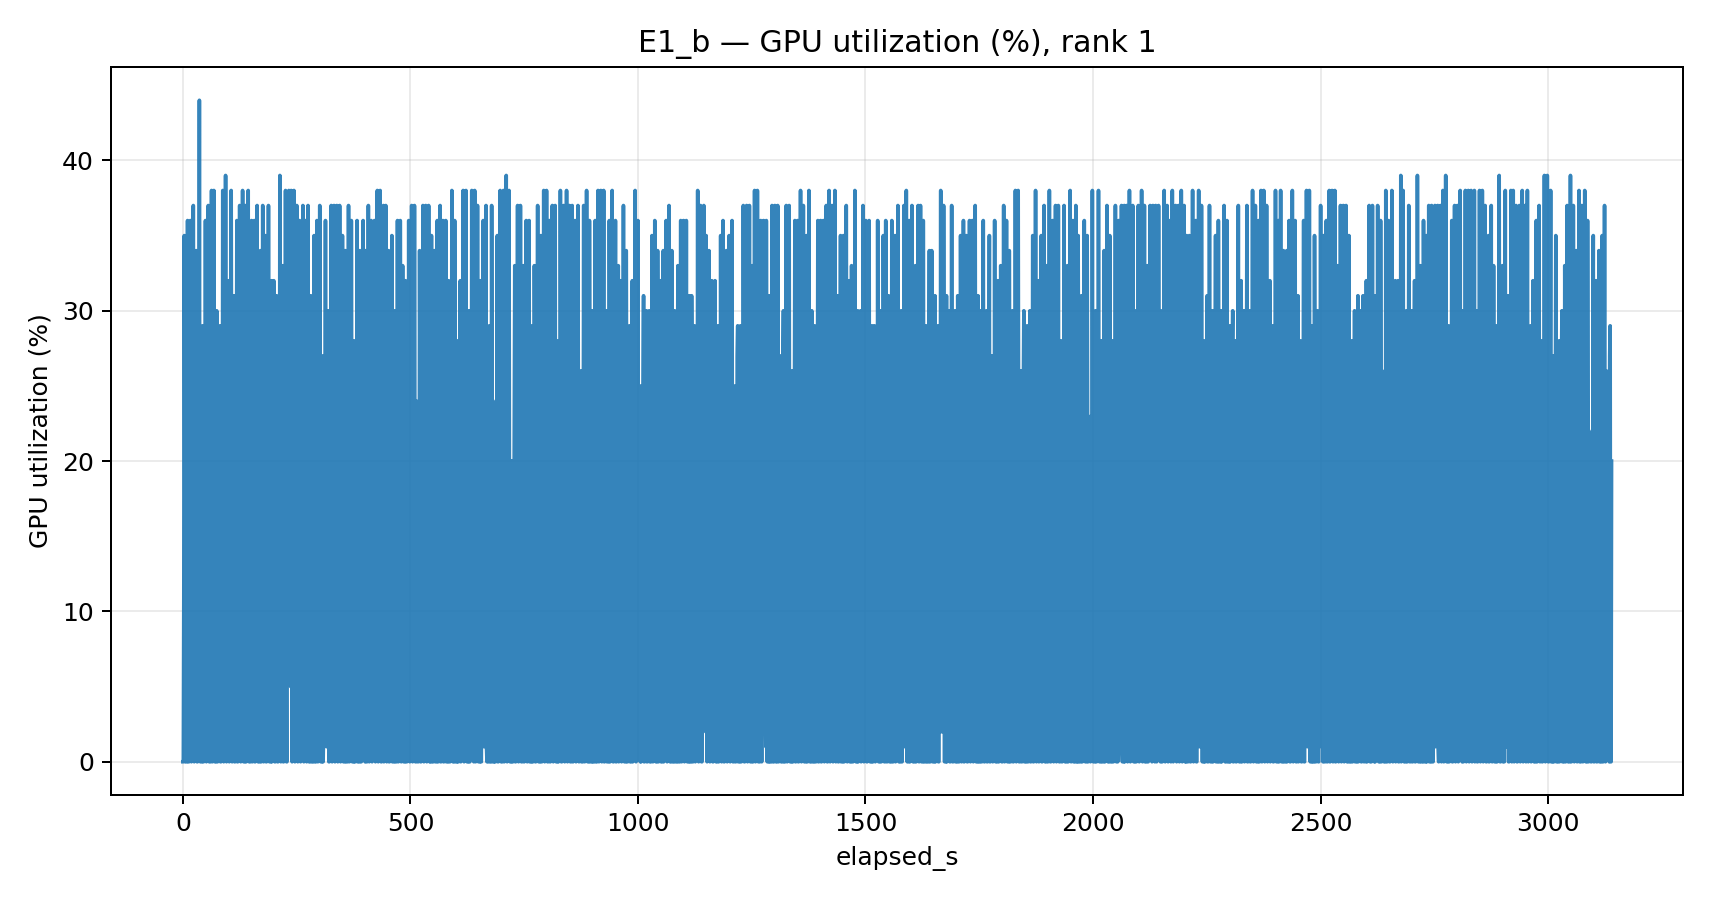 E1_b — GPU utilization (%), rank 1
GPU utilization (%)
40
30
20
10
0
0 500 1000 1500 2000 2500 3000
elapsed_s